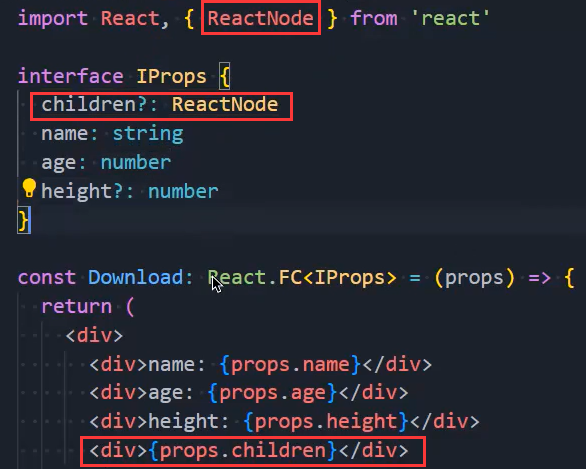 import React, { ReactNode } from 'react'
interface IProps {
children?: ReactNode
name: string
age: number
height?: number
}
const Download: React.FC<IProps> = (props) => {
return (
<div>
<div>name: {props.name}</div>
<div>age: {props.age}</div>
<div>height: {props.height}</div>
<div>{props.children}</div>